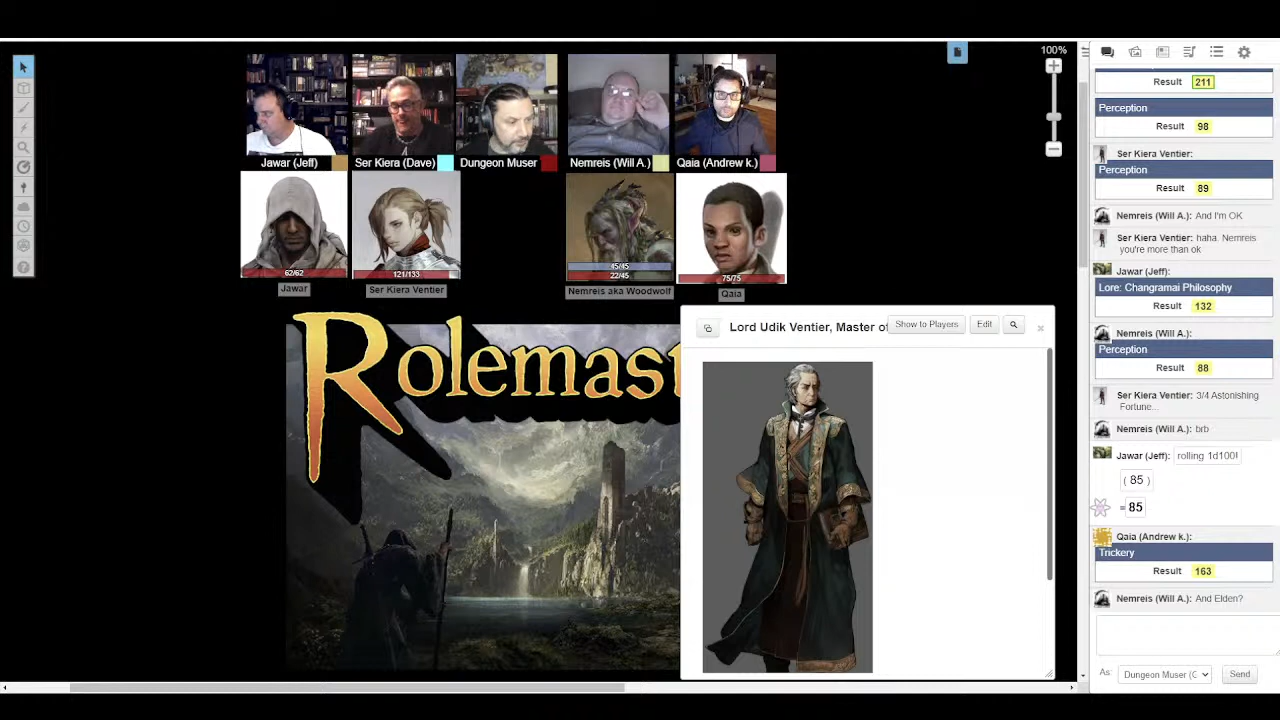 100%
Jawar (Jeff)
Ser Kiera (Dave)
Dungeon Muser
Nemreis (Will A.)
Qaia (Andrew k.)
62/62
121/133
45/45
22/45
75/75
Jawar
Ser Kiera Ventier
Nemreis aka Woodwolf
Qaia
Rolemast
Lord Udik Ventier, Master of
Show to Players
Edit
Result 211
Perception
Result 98
Ser Kiera Ventier:
Perception
Result 89
Nemreis (Will A.): And I'm OK
Ser Kiera Ventier: haha. Nemreis
you're more than ok
Jawar (Jeff):
Lore: Changramai Philosophy
Result 132
Nemreis (Will A.):
Perception
Result 88
Ser Kiera Ventier: 3/4 Astonishing
Fortune...
Nemreis (Will A.): brb
Jawar (Jeff): rolling 1d100!
( 85 )
= 85
Qaia (Andrew k.):
Trickery
Result 163
Nemreis (Will A.): And Elden?
As: Dungeon Muser (G
Send